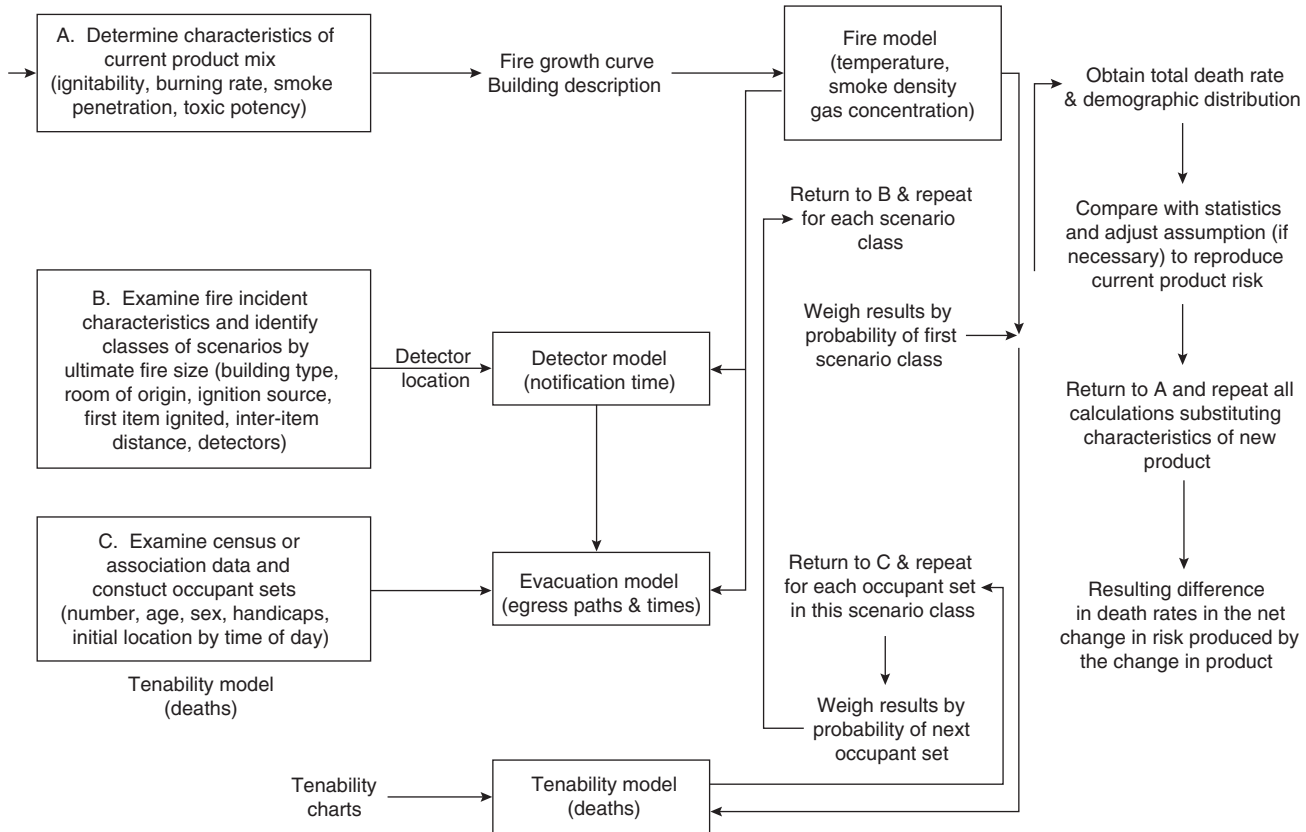 A. Determine characteristics of
current product mix
(ignitability, burning rate, smoke
penetration, toxic potency)
Fire growth curve
Building description
Fire model
(temperature,
smoke density
gas concentration)
Obtain total death rate
& demographic distribution
Return to B & repeat
for each scenario
class
Compare with statistics
and adjust assumption (if
necessary) to reproduce
current product risk
B. Examine fire incident
characteristics and identify
classes of scenarios by
ultimate fire size (building type,
room of origin, ignition source,
first item ignited, inter-item
distance, detectors)
Detector
location
Detector model
(notification time)
Weigh results by
probability of first
scenario class
Return to A and repeat all
calculations substituting
characteristics of new
product
C. Examine census or
association data and
constuct occupant sets
(number, age, sex, handicaps,
initial location by time of day)
Evacuation model
(egress paths & times)
Return to C & repeat
for each occupant set
in this scenario class
Resulting difference
in death rates in the net
change in risk produced by
the change in product
Tenability model
(deaths)
Weigh results by
probability of next
occupant set
Tenability
charts
Tenability model
(deaths)